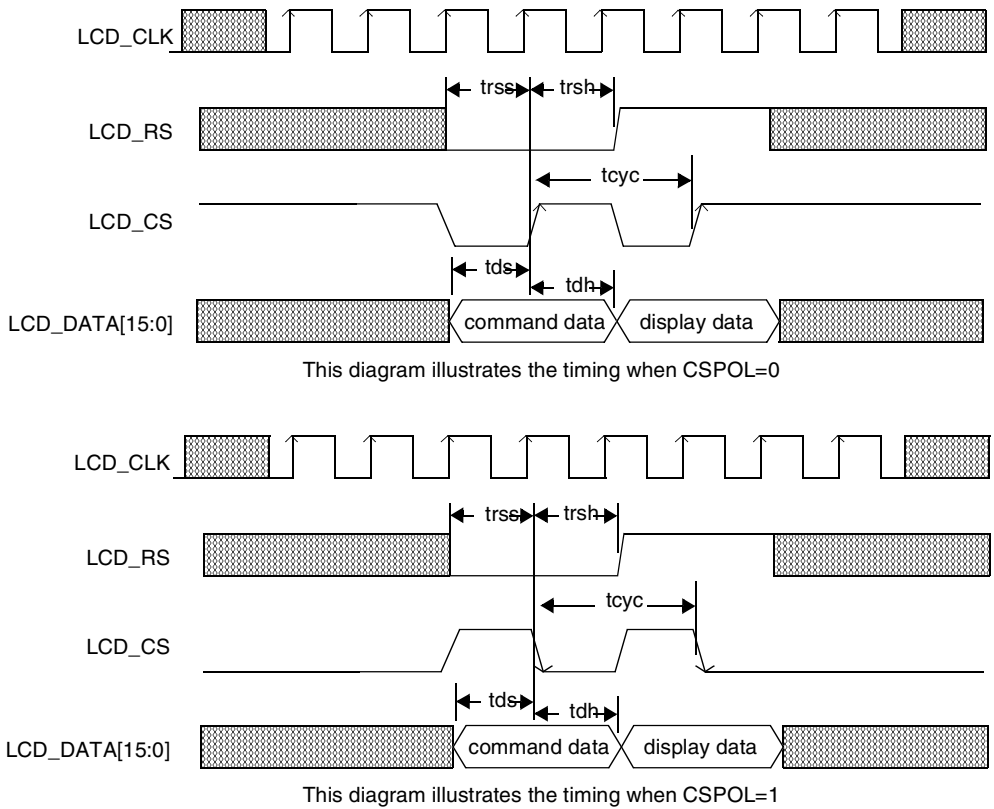 LCD_CLK
trss trsh
LCD_RS
tcyc
LCD_CS
tds
tdh
LCD_DATA[15:0] command data display data
This diagram illustrates the timing when CSPOL=0
LCD_CLK
trss trsh
LCD_RS
tcyc
LCD_CS
tds
tdh
LCD_DATA[15:0] command data display data
This diagram illustrates the timing when CSPOL=1